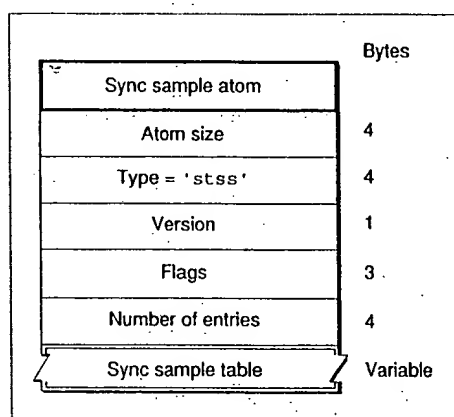 Bytes
Sync sample atom
Atom size 4
Type = 'stss' 4
Version 1
Flags 3
Number of entries 4
Sync sample table Variable